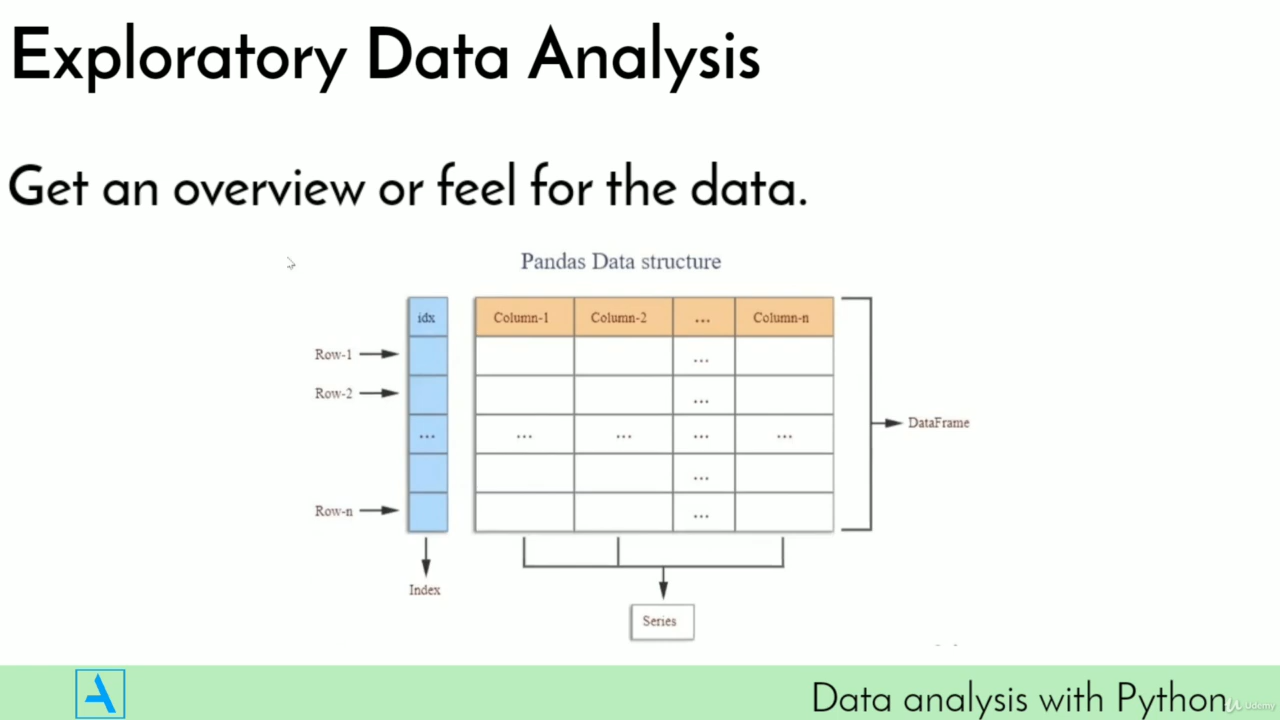 Exploratory Data Analysis
Get an overview or feel for the data.
Pandas Data structure
idx Column-1 Column-2 ... Column-n
Row-1 ...
Row-2 ...
... ... ... ... ...
...
Row-n ...
DataFrame
Index
Series
A
Data analysis with Python
Udemy